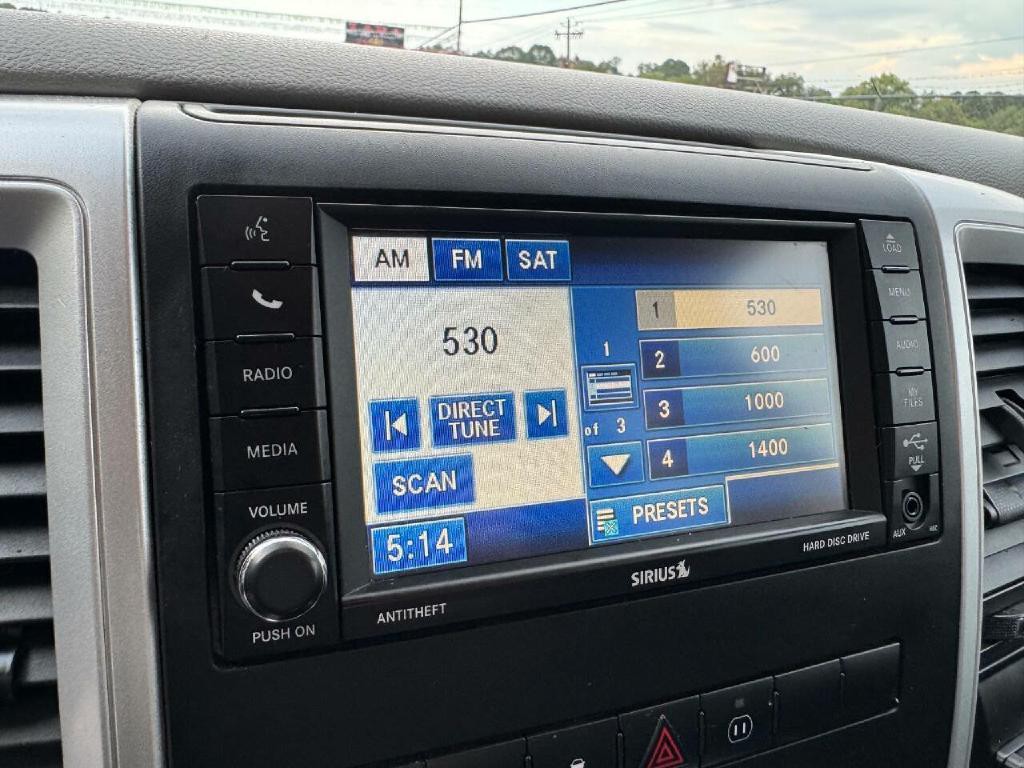 AM FM SAT
530
DIRECT
TUNE
SCAN
5:14
1
of 3
1 530
2 600
3 1000
4 1400
PRESETS
RADIO
MEDIA
VOLUME
PUSH ON
ANTITHEFT
SIRIUS
HARD DISC DRIVE
LOAD
MENU
AUDIO
MY
FILES
PULL
AUX